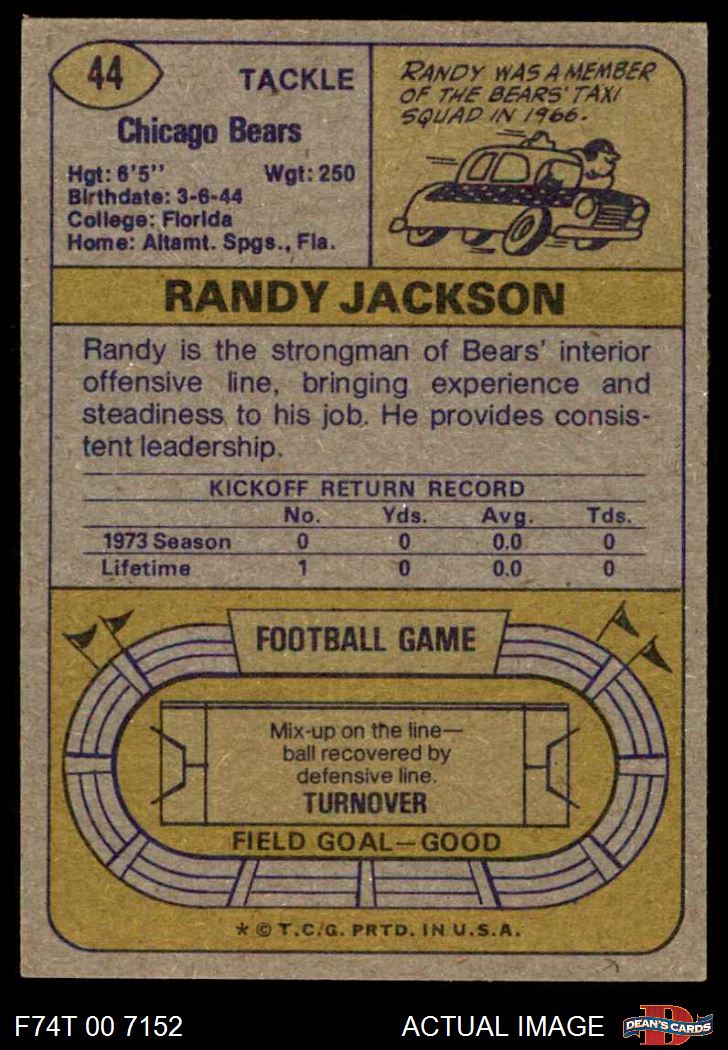 44
TACKLE
Chicago Bears
Hgt: 6'5" Wgt: 250
Birthdate: 3-6-44
College: Florida
Home: Altamt. Spgs., Fla.
RANDY WAS A MEMBER
OF THE BEARS' TAXI
SQUAD IN 1966.
RANDY JACKSON
Randy is the strongman of Bears' interior
offensive line, bringing experience and
steadiness to his job. He provides consis-
tent leadership.
KICKOFF RETURN RECORD
No. Yds. Avg. Tds.
1973 Season 0 0 0.0 0
Lifetime 1 0 0.0 0
FOOTBALL GAME
Mix-up on the line—
ball recovered by
defensive line.
TURNOVER
FIELD GOAL—GOOD
* © T.C.G. PRTD. IN U.S.A.
F74T 00 7152 ACTUAL IMAGE
D
DEAN'S CARDS